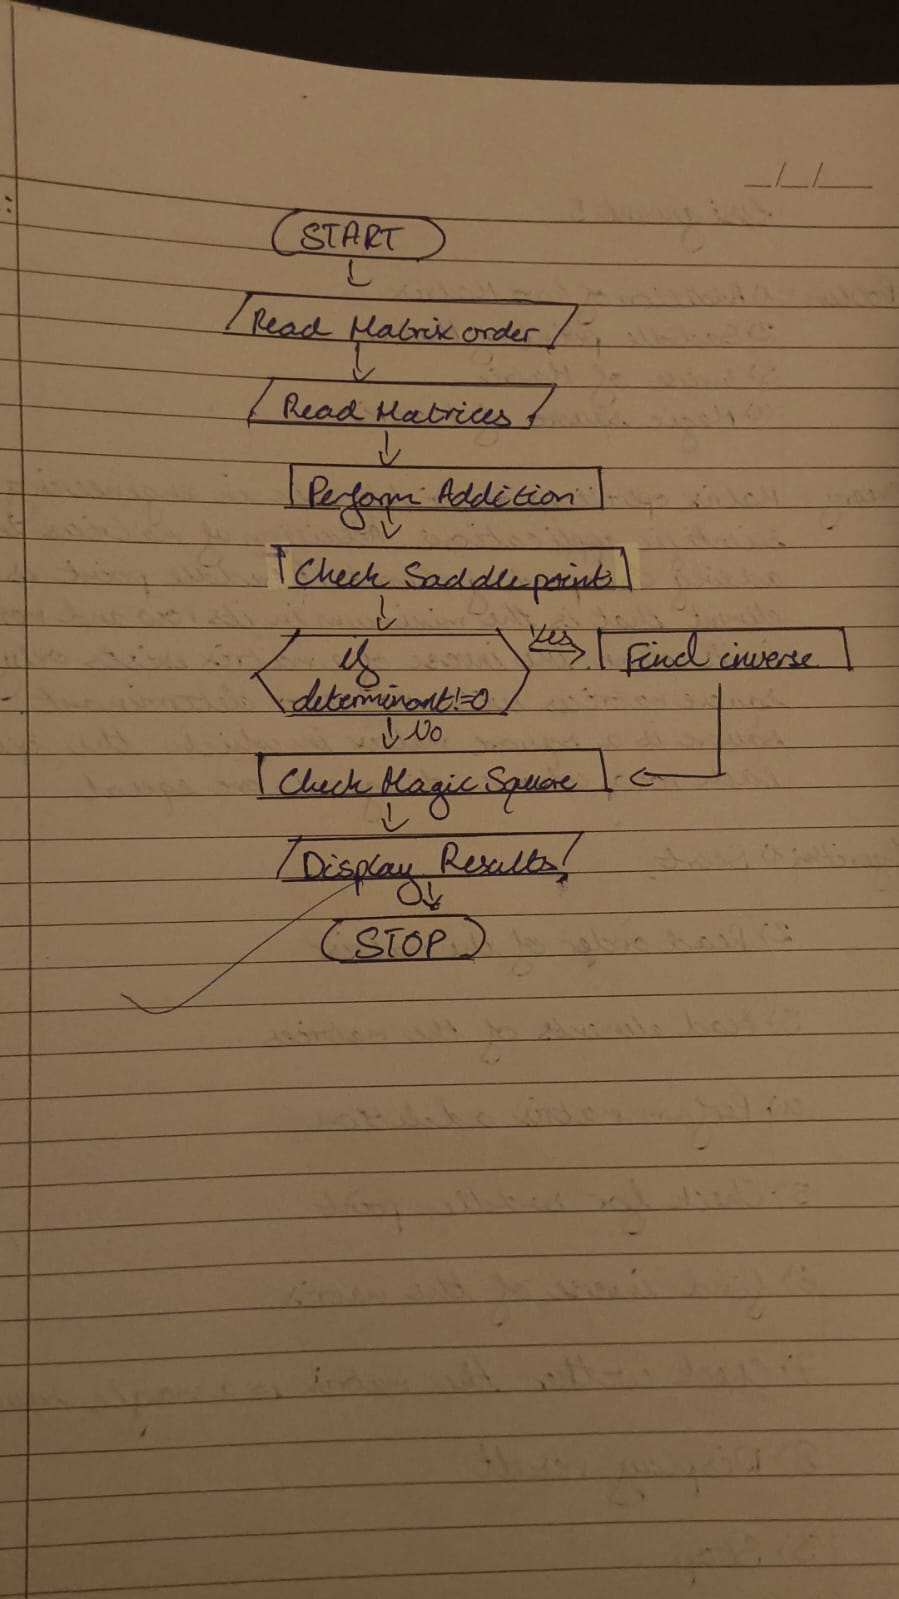 START
Read Matrix order
Read Matrices
Perform Addition
Check Saddle point
if
determinant!=0
Yes
Find inverse
No
Check Magic Square
Display Results
STOP